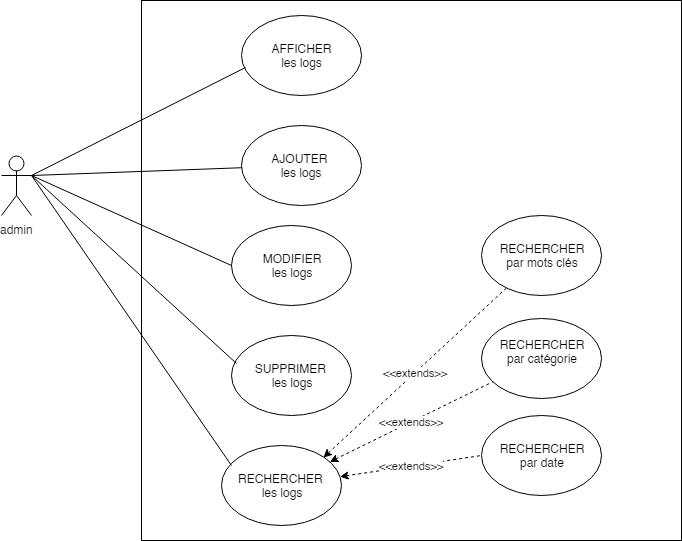 AFFICHER
les logs
AJOUTER
les logs
admin
MODIFIER
les logs
RECHERCHER
par mots clés
SUPPRIMER
les logs
<<extends>>
RECHERCHER
par catégorie
<<extends>>
RECHERCHER
par date
<<extends>>
RECHERCHER
les logs